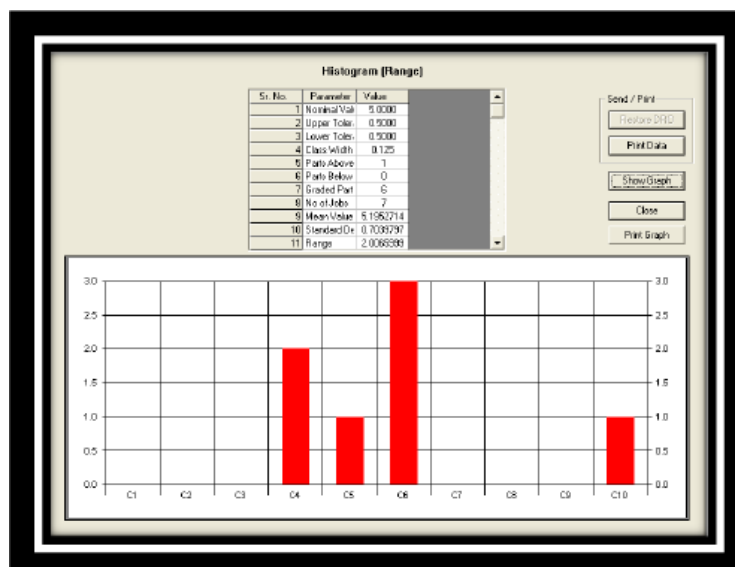 Histogram (Range)
Sr. No. Parameter Value
1 Nominal Val 5.0000
2 Upper Toler. 0.5000
3 Lower Toler. 0.5000
4 Class Width 0.125
5 Parts Above 1
6 Parts Below 0
7 Graded Part 6
8 No of Jobs 7
9 Mean Value 5.1952714
10 Standard De 0.7039797
11 Range
Send / Print
Restore DRO
Print Data
Show Graph
Close
Print Graph
3.0 3.0
2.5 2.5
2.0 2.0
1.5 1.5
1.0 1.0
0.5 0.5
0.0 0.0
C1 C2 C3 C4 C5 C6 C7 C8 C9 C10